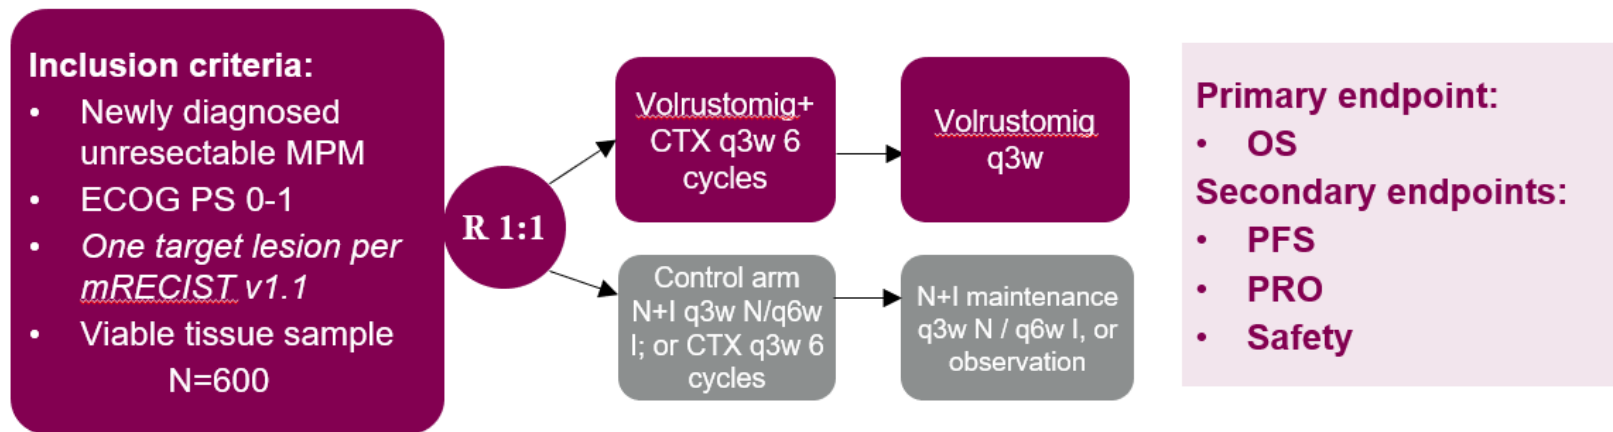 Inclusion criteria:
• Newly diagnosed
unresectable MPM
• ECOG PS 0-1
• One target lesion per
mRECIST v1.1
• Viable tissue sample
N=600
R 1:1
Volrustomig+
CTX q3w 6
cycles
Volrustomig
q3w
Control arm
N+I q3w N/q6w
I; or CTX q3w 6
cycles
N+I maintenance
q3w N / q6w I, or
observation
Primary endpoint:
• OS
Secondary endpoints:
• PFS
• PRO
• Safety